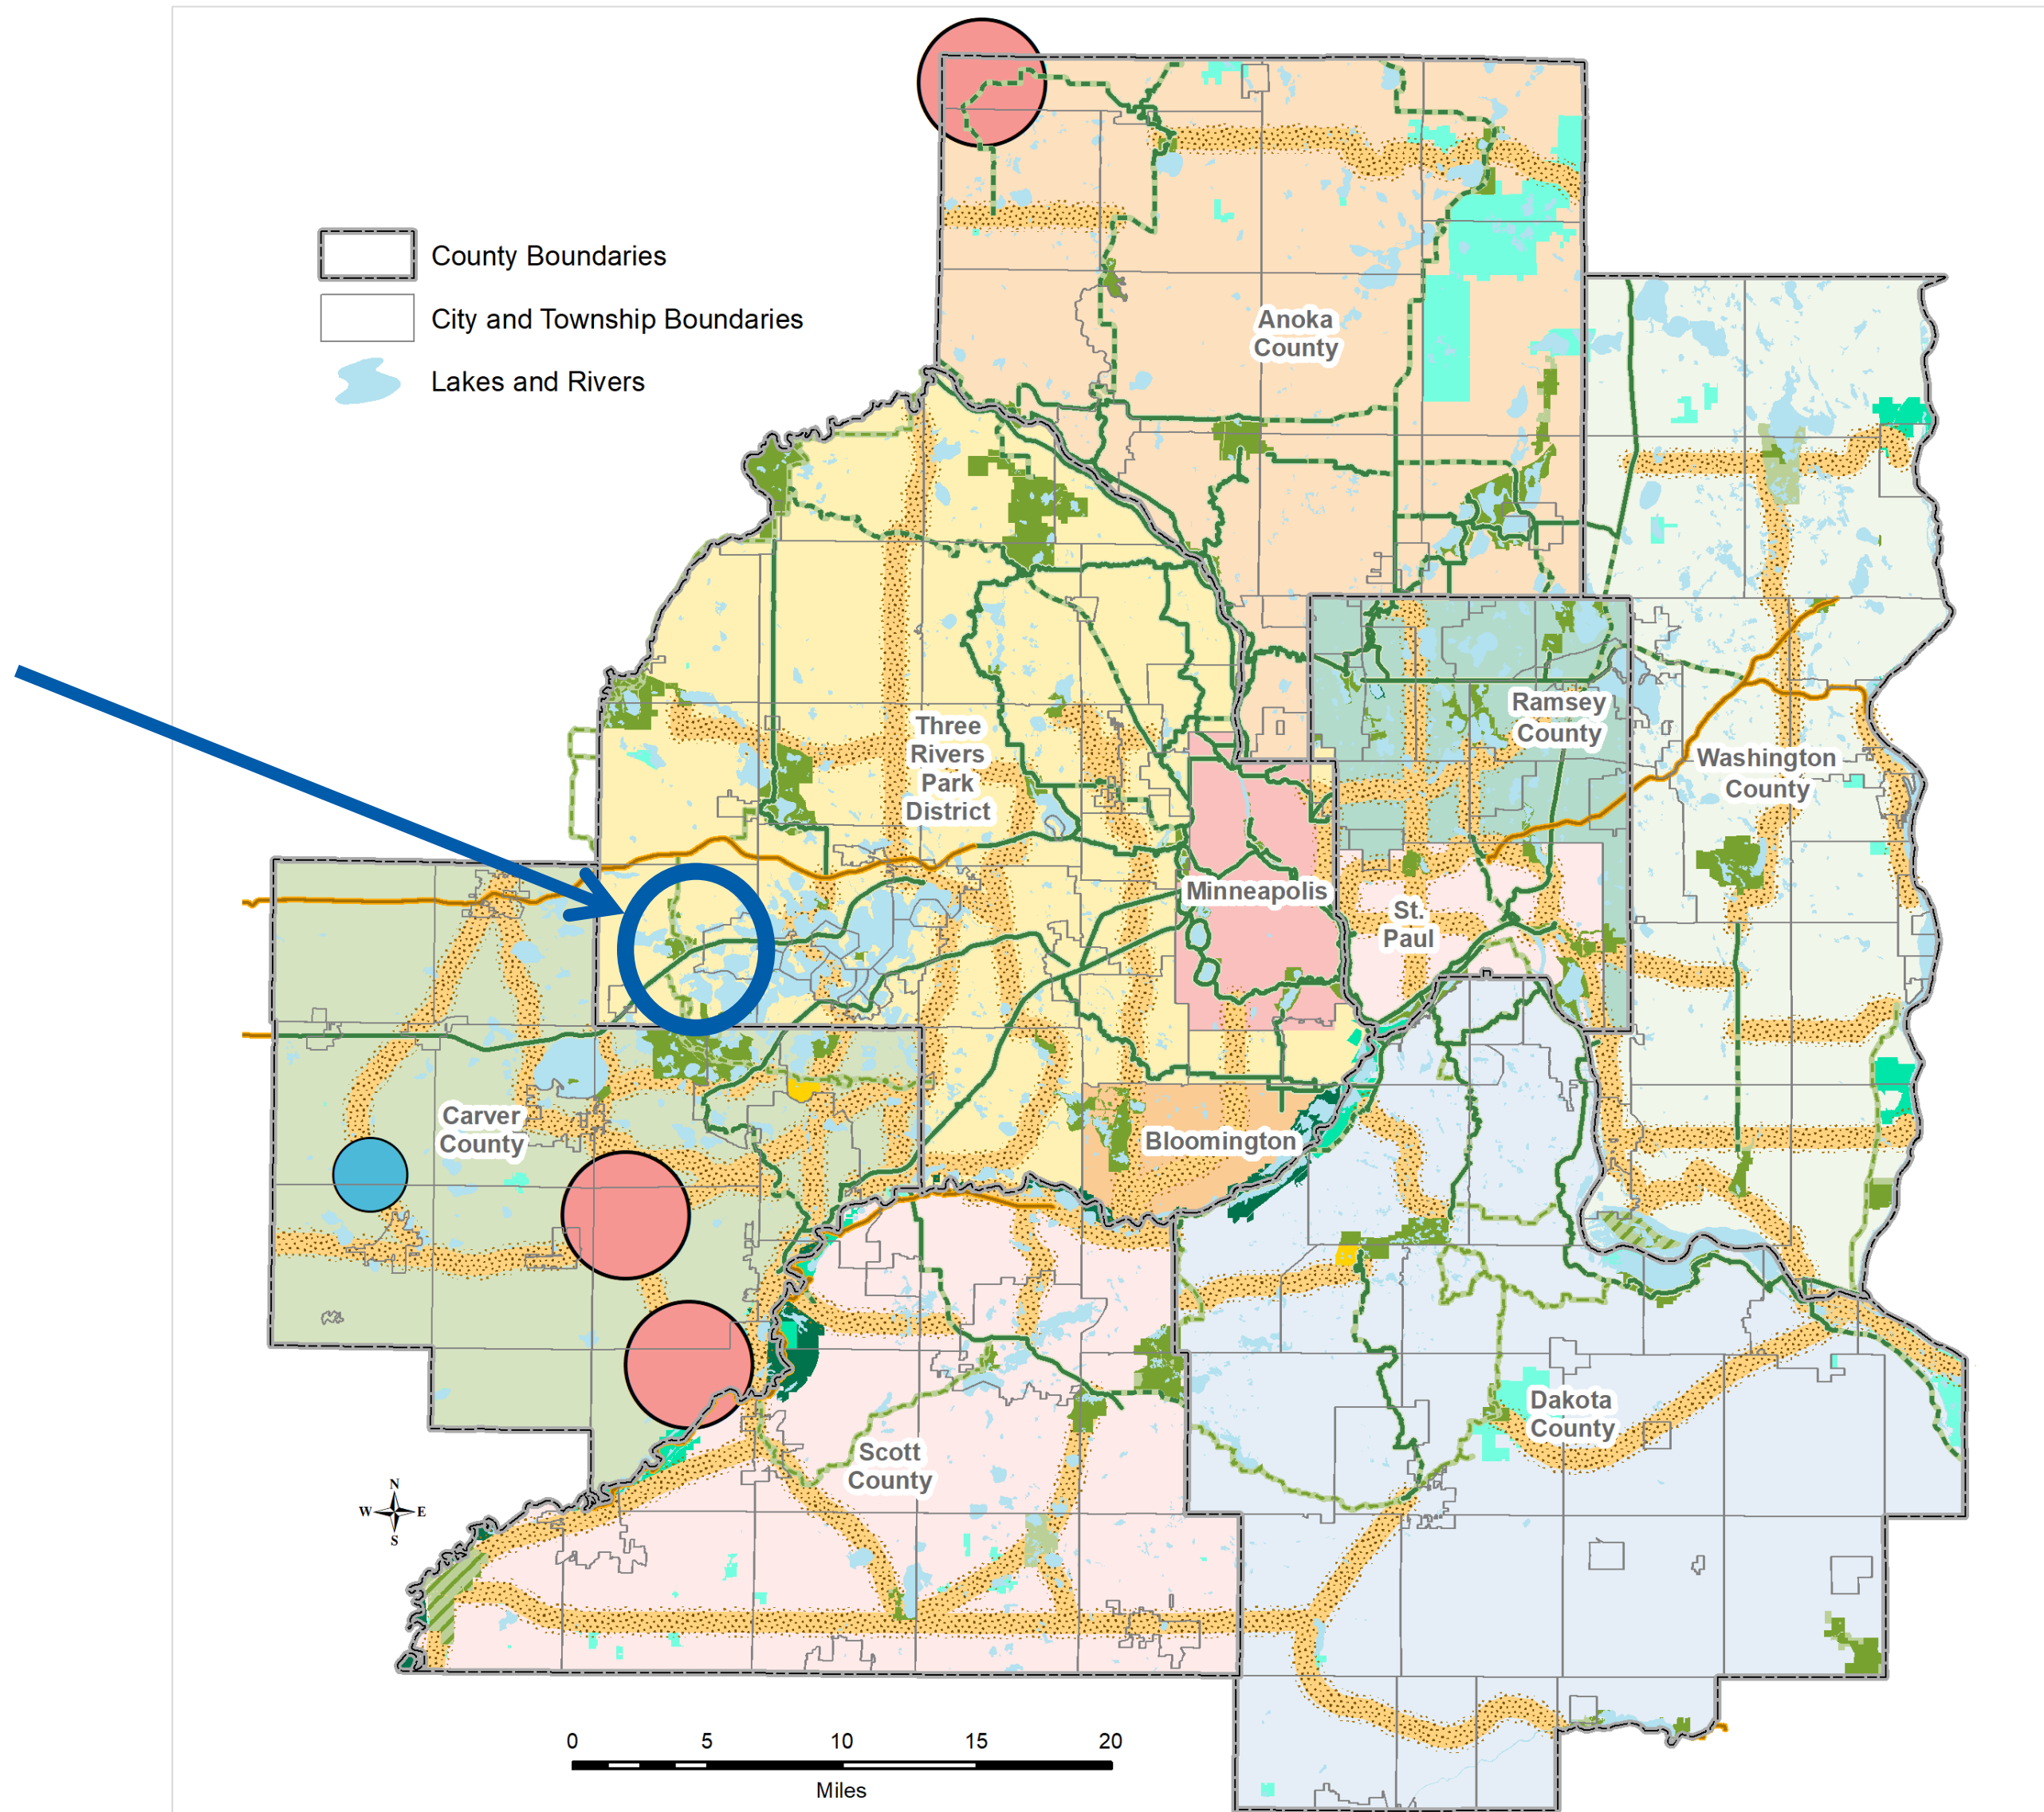 County Boundaries
City and Township Boundaries
Lakes and Rivers
Anoka
County
Three
Rivers
Park
District
Ramsey
County
Washington
County
Minneapolis
St.
Paul
Carver
County
Bloomington
Dakota
County
Scott
County
N
W E
S
0 5 10 15 20
Miles